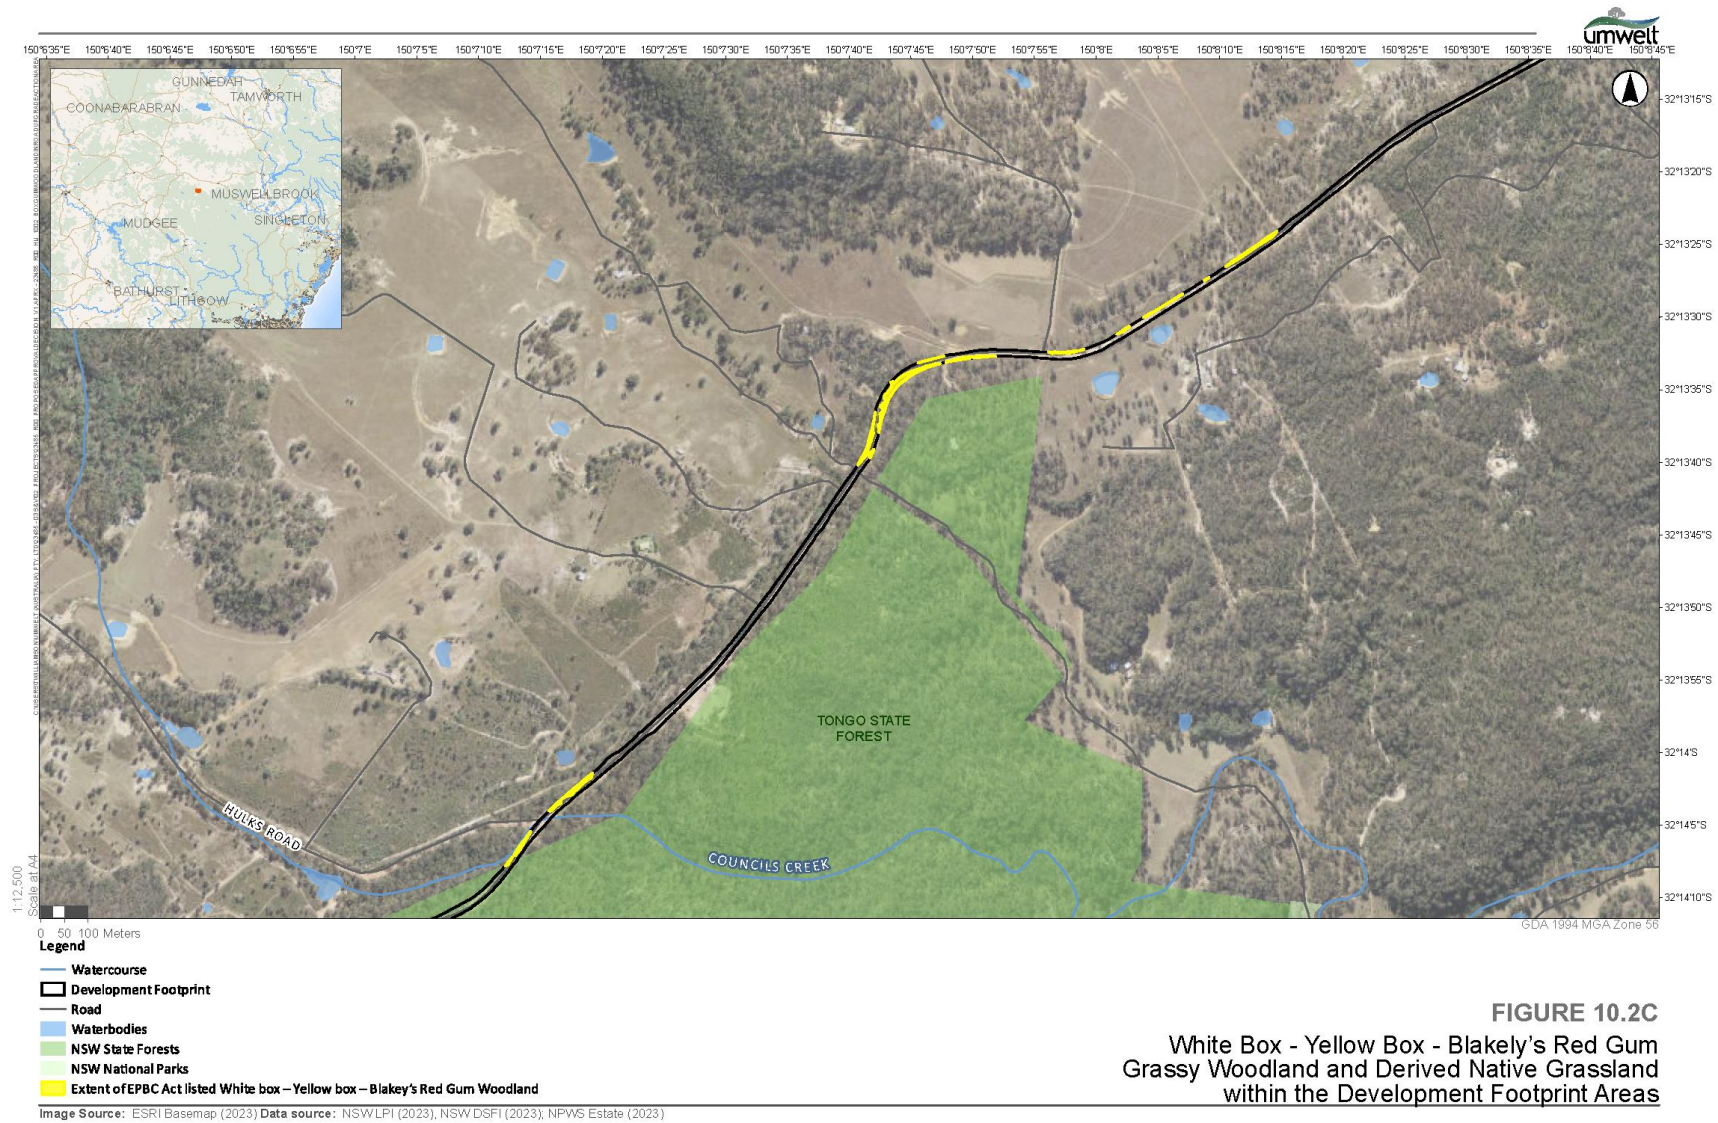 umwelt
150°6'35"E 150°6'40"E 150°6'45"E 150°6'50"E 150°6'55"E 150°7'E 150°7'5"E 150°7'10"E 150°7'15"E 150°7'20"E 150°7'25"E 150°7'30"E 150°7'35"E 150°7'40"E 150°7'45"E 150°7'50"E 150°7'55"E 150°8'E 150°8'5"E 150°8'10"E 150°8'15"E 150°8'20"E 150°8'25"E 150°8'30"E 150°8'35"E 150°8'40"E 150°8'45"E
GUNNEDAH
TAMWORTH
COONABARABRAN
MUSWELLBROOK
SINGLETON
MUDGEE
BATHURST
LITHGOW
32°13'15"S
32°13'20"S
32°13'25"S
32°13'30"S
32°13'35"S
32°13'40"S
32°13'45"S
32°13'50"S
32°13'55"S
32°14'S
32°14'5"S
32°14'10"S
TONGO STATE
FOREST
HULKS ROAD
COUNCILS CREEK
1:12,500
Scale at A4
0 50 100 Meters
GDA 1994 MGA Zone 56
Legend
Watercourse
Development Footprint
Road
Waterbodies
NSW State Forests
NSW National Parks
Extent of EPBC Act listed White box – Yellow box – Blakey's Red Gum Woodland
FIGURE 10.2C
White Box - Yellow Box - Blakely's Red Gum
Grassy Woodland and Derived Native Grassland
within the Development Footprint Areas
Image Source: ESRI Basemap (2023) Data source: NSW LPI (2023), NSW DSFI (2023); NPWS Estate (2023)